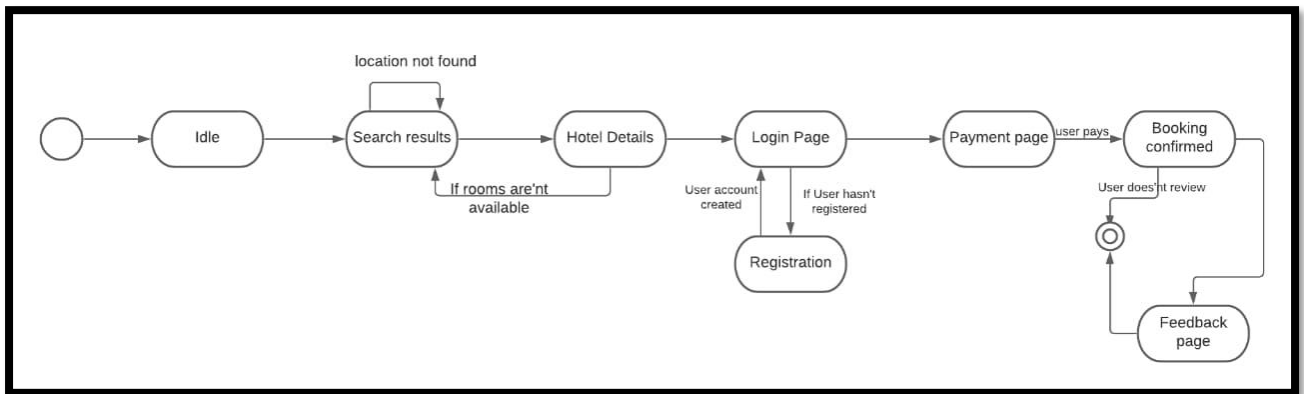 location not found
Idle
Search results
Hotel Details
Login Page
Payment page
user pays
Booking
confirmed
If rooms are'nt
available
User account
created
If User hasn't
registered
User does'nt review
Registration
Feedback
page